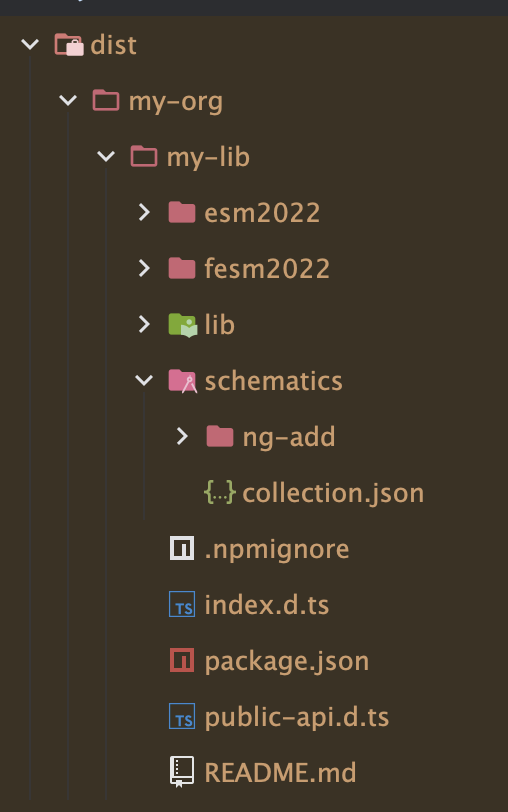 dist
my-org
my-lib
esm2022
fesm2022
lib
schematics
ng-add
{...} collection.json
.npmignore
TS index.d.ts
package.json
TS public-api.d.ts
README.md